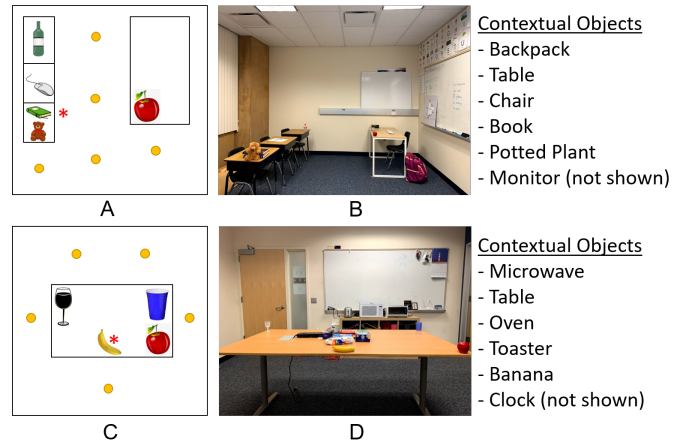 A
B
Contextual Objects
- Backpack
- Table
- Chair
- Book
- Potted Plant
- Monitor (not shown)
C
D
Contextual Objects
- Microwave
- Table
- Oven
- Toaster
- Banana
- Clock (not shown)